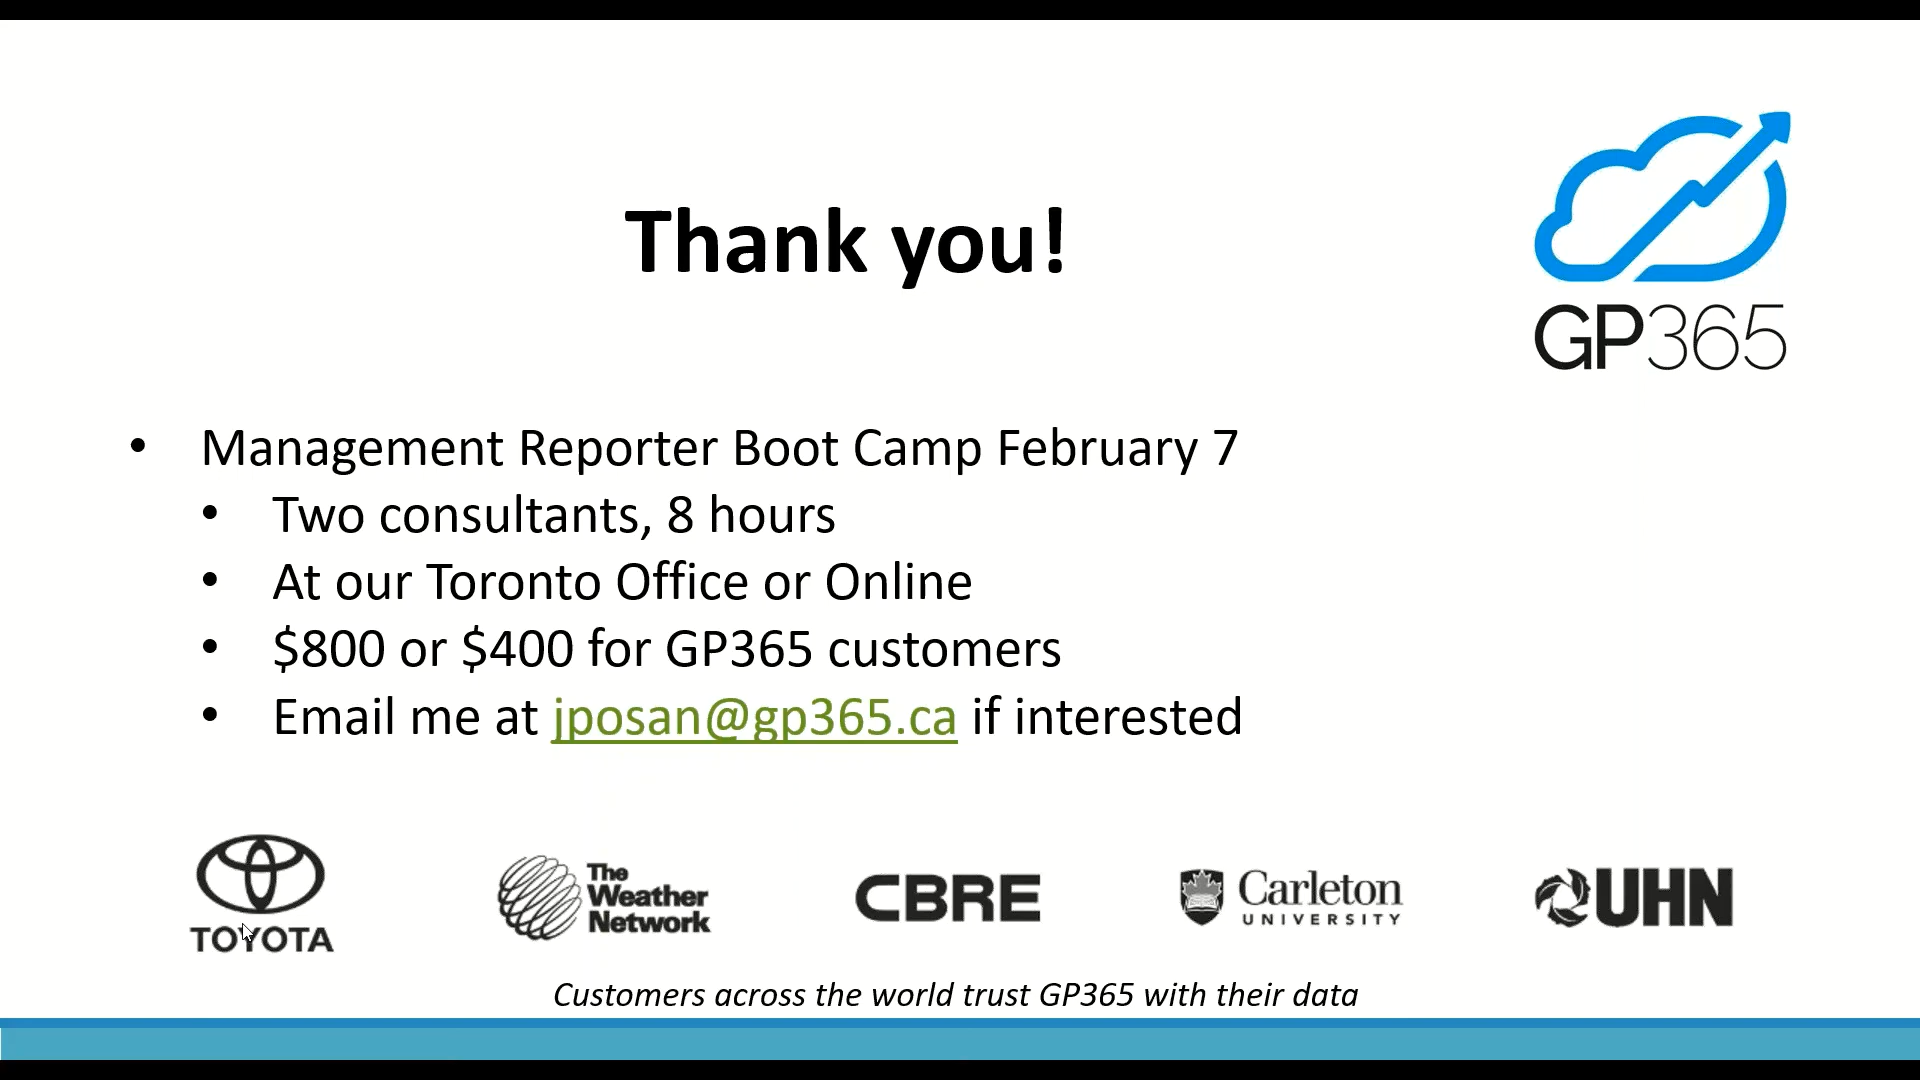 Thank you!
GP365
• Management Reporter Boot Camp February 7
• Two consultants, 8 hours
• At our Toronto Office or Online
• $800 or $400 for GP365 customers
• Email me at jposan@gp365.ca if interested
TOYOTA
The
Weather
Network
CBRE
Carleton
UNIVERSITY
UHN
Customers across the world trust GP365 with their data